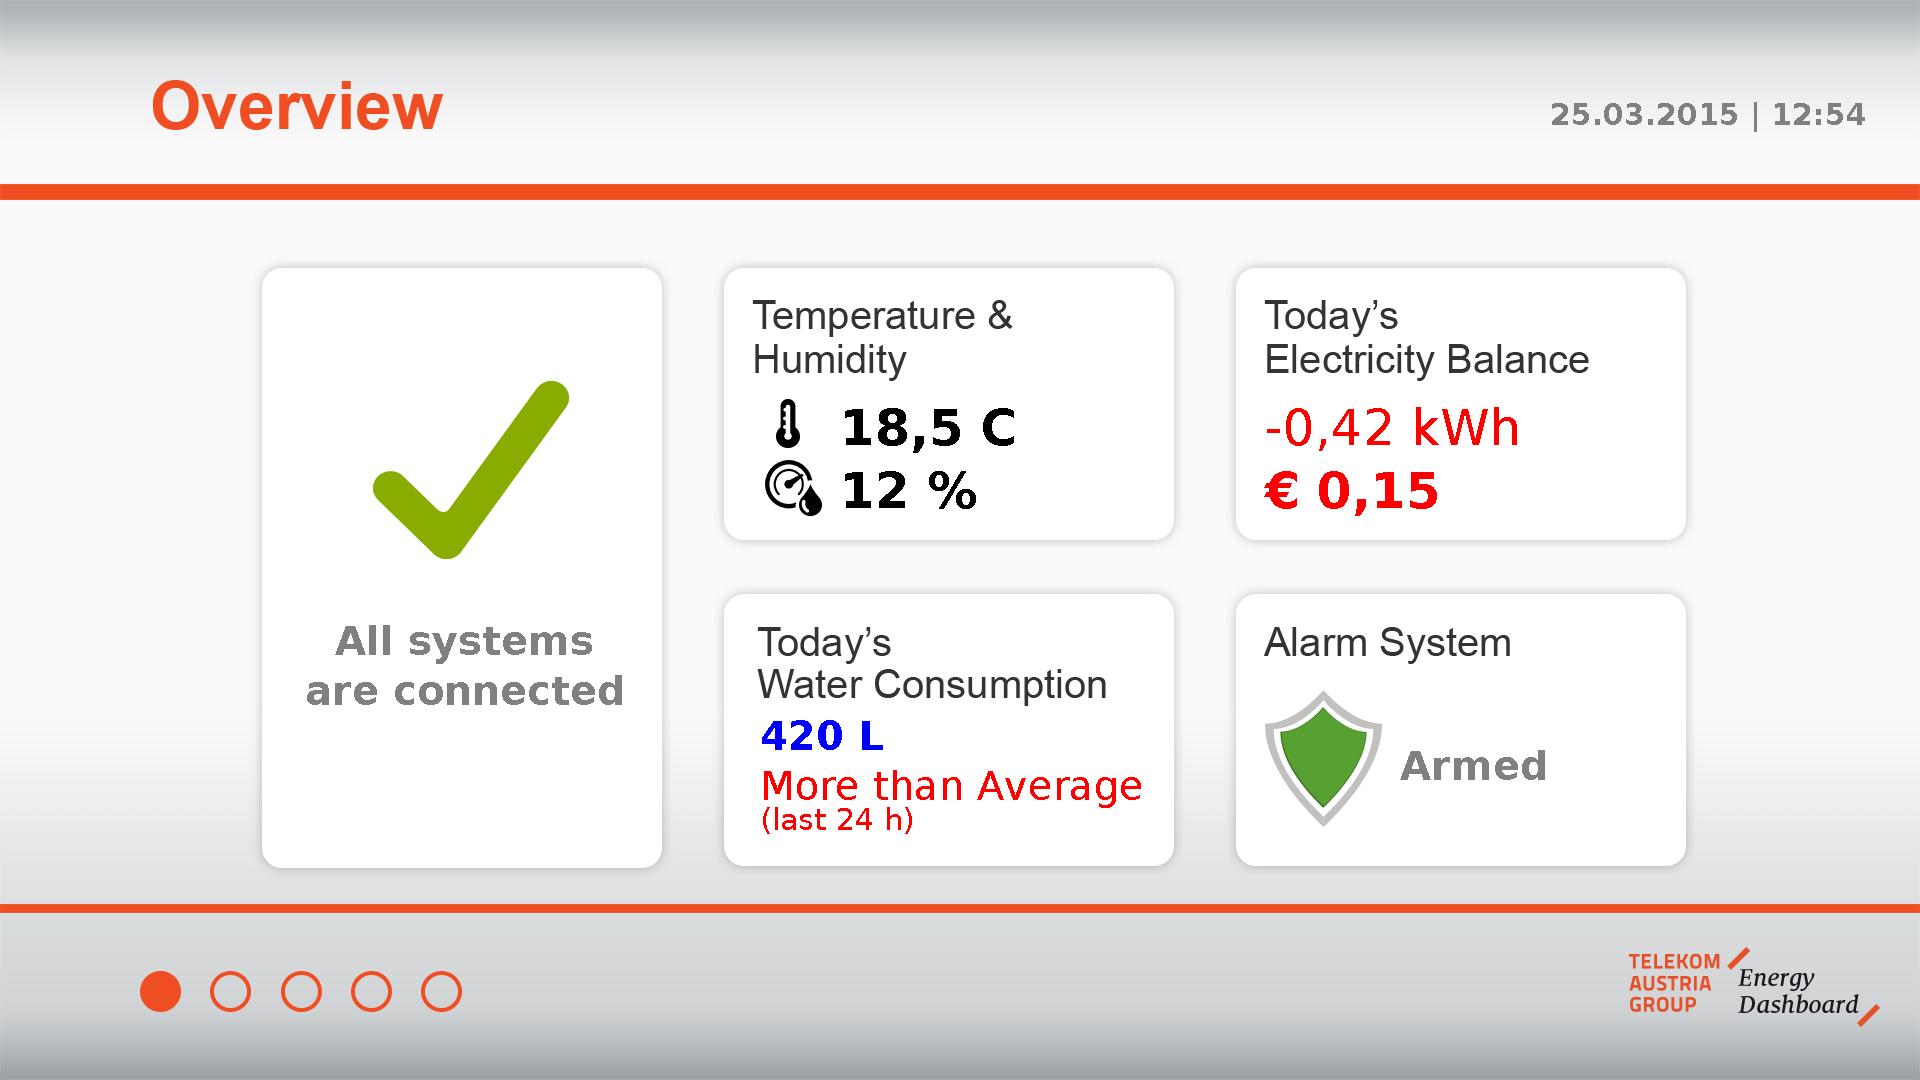 Overview
25.03.2015 | 12:54
All systems
are connected
Temperature &
Humidity
18,5 C
12 %
Today’s
Electricity Balance
-0,42 kWh
€ 0,15
Today’s
Water Consumption
420 L
More than Average
(last 24 h)
Alarm System
Armed
TELEKOM
AUSTRIA
GROUP
Energy
Dashboard